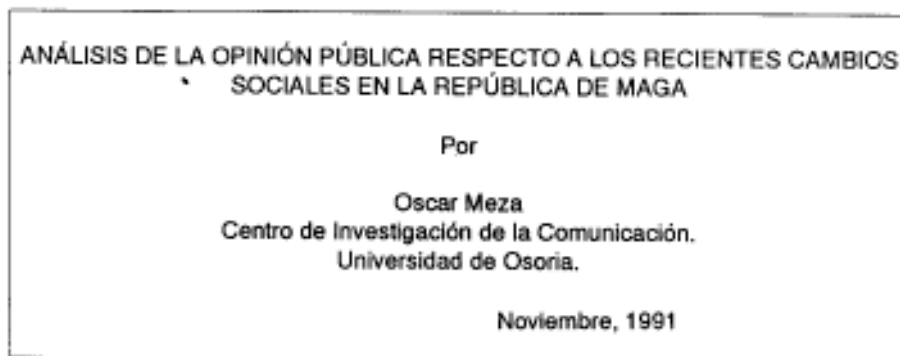 ANÁLISIS DE LA OPINIÓN PÚBLICA RESPECTO A LOS RECIENTES CAMBIOS
SOCIALES EN LA REPÚBLICA DE MAGA
Por
Oscar Meza
Centro de Investigación de la Comunicación.
Universidad de Osoria.
Noviembre, 1991